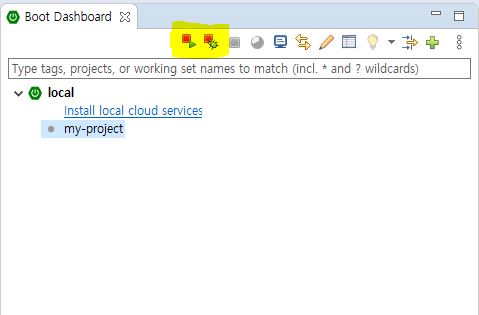 Boot Dashboard
Type tags, projects, or working set names to match (incl. * and ? wildcards)
local
Install local cloud services
my-project